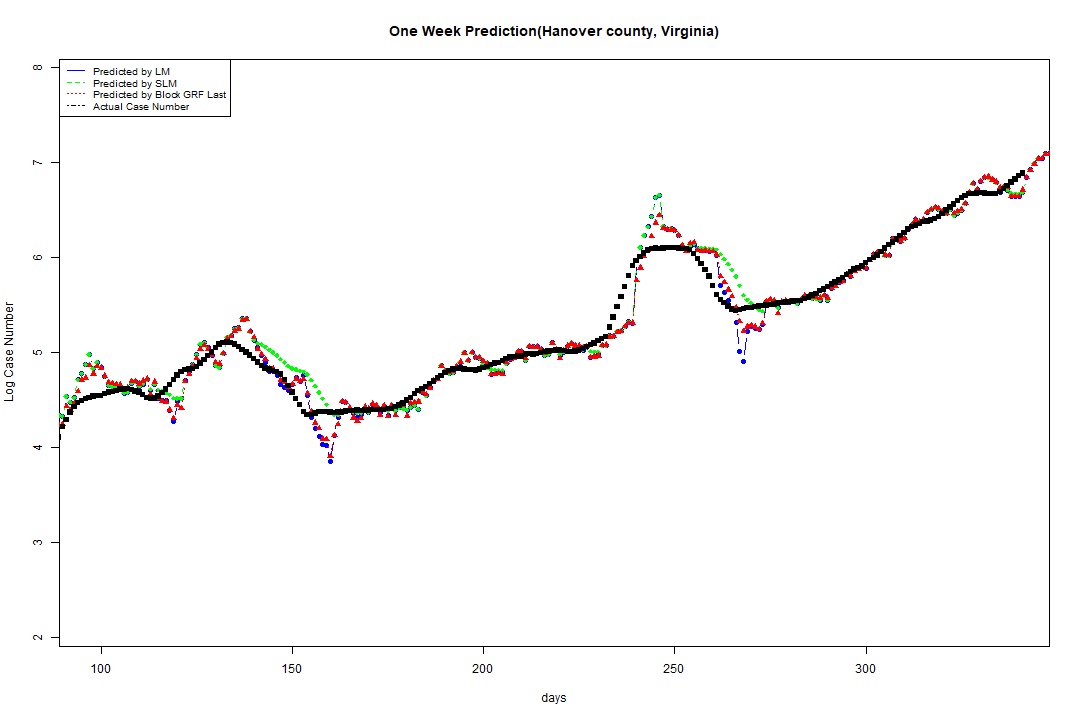 One Week Prediction(Hanover county, Virginia)
Predicted by LM
Predicted by SLM
Predicted by Block GRF Last
Actual Case Number
8
7
6
5
4
3
2
Log Case Number
100 150 200 250 300
days